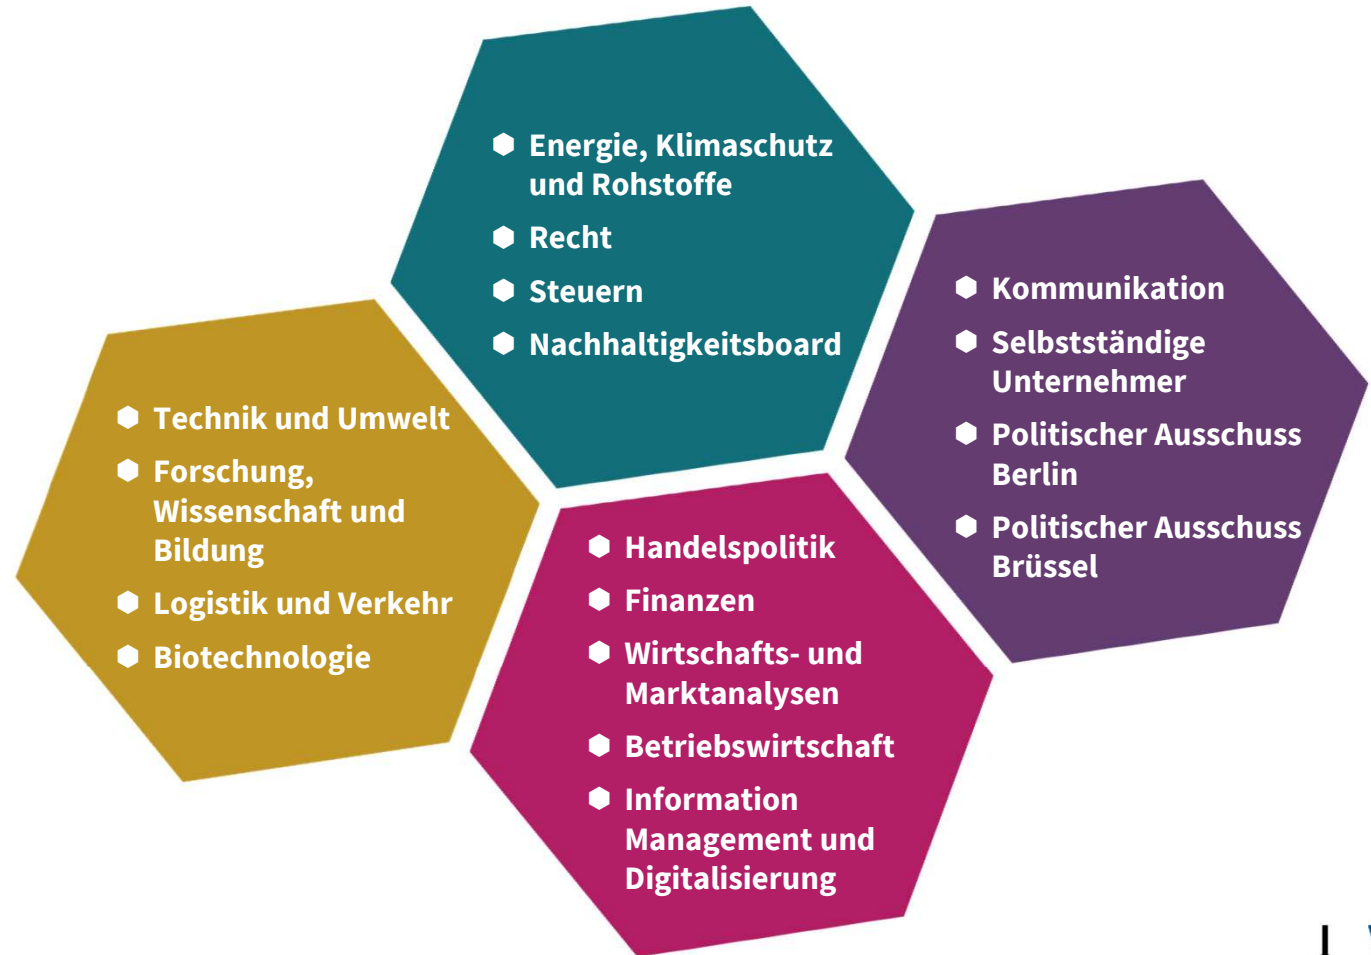 Energie, Klimaschutz
und Rohstoffe
Recht
Steuern
Nachhaltigkeitsboard
Kommunikation
Selbstständige
Unternehmer
Politischer Ausschuss
Berlin
Politischer Ausschuss
Brüssel
Technik und Umwelt
Forschung,
Wissenschaft und
Bildung
Logistik und Verkehr
Biotechnologie
Handelspolitik
Finanzen
Wirtschafts- und
Marktanalysen
Betriebswirtschaft
Information
Management und
Digitalisierung